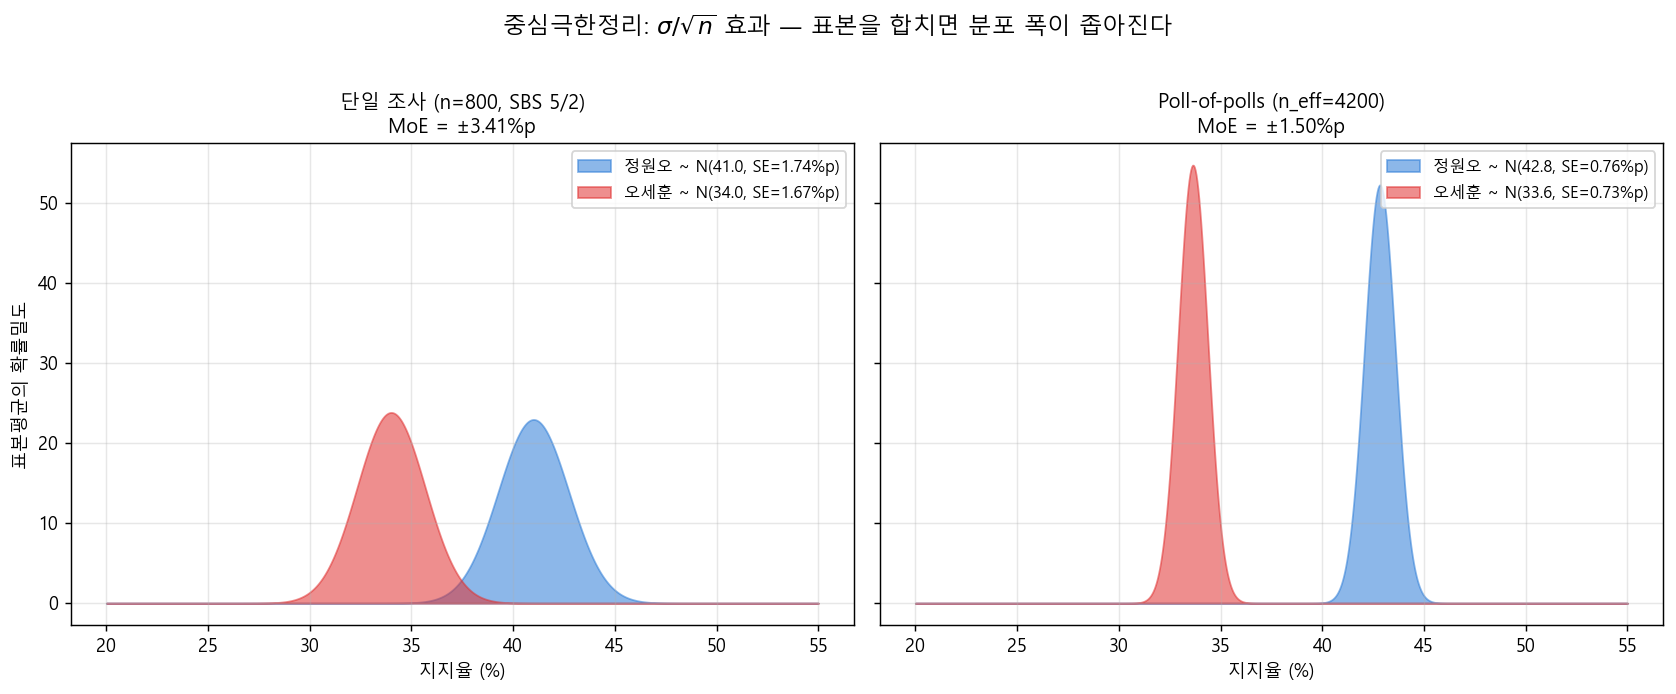 중심극한정리: σ/√n 효과 — 표본을 합치면 분포 폭이 좁아진다
단일 조사 (n=800, SBS 5/2)
MoE = ±3.41%p
정원오 ~ N(41.0, SE=1.74%p)
오세훈 ~ N(34.0, SE=1.67%p)
표본평균의 확률밀도
50
40
30
20
10
0
20 25 30 35 40 45 50 55
지지율 (%)
Poll-of-polls (n_eff=4200)
MoE = ±1.50%p
정원오 ~ N(42.8, SE=0.76%p)
오세훈 ~ N(33.6, SE=0.73%p)
20 25 30 35 40 45 50 55
지지율 (%)